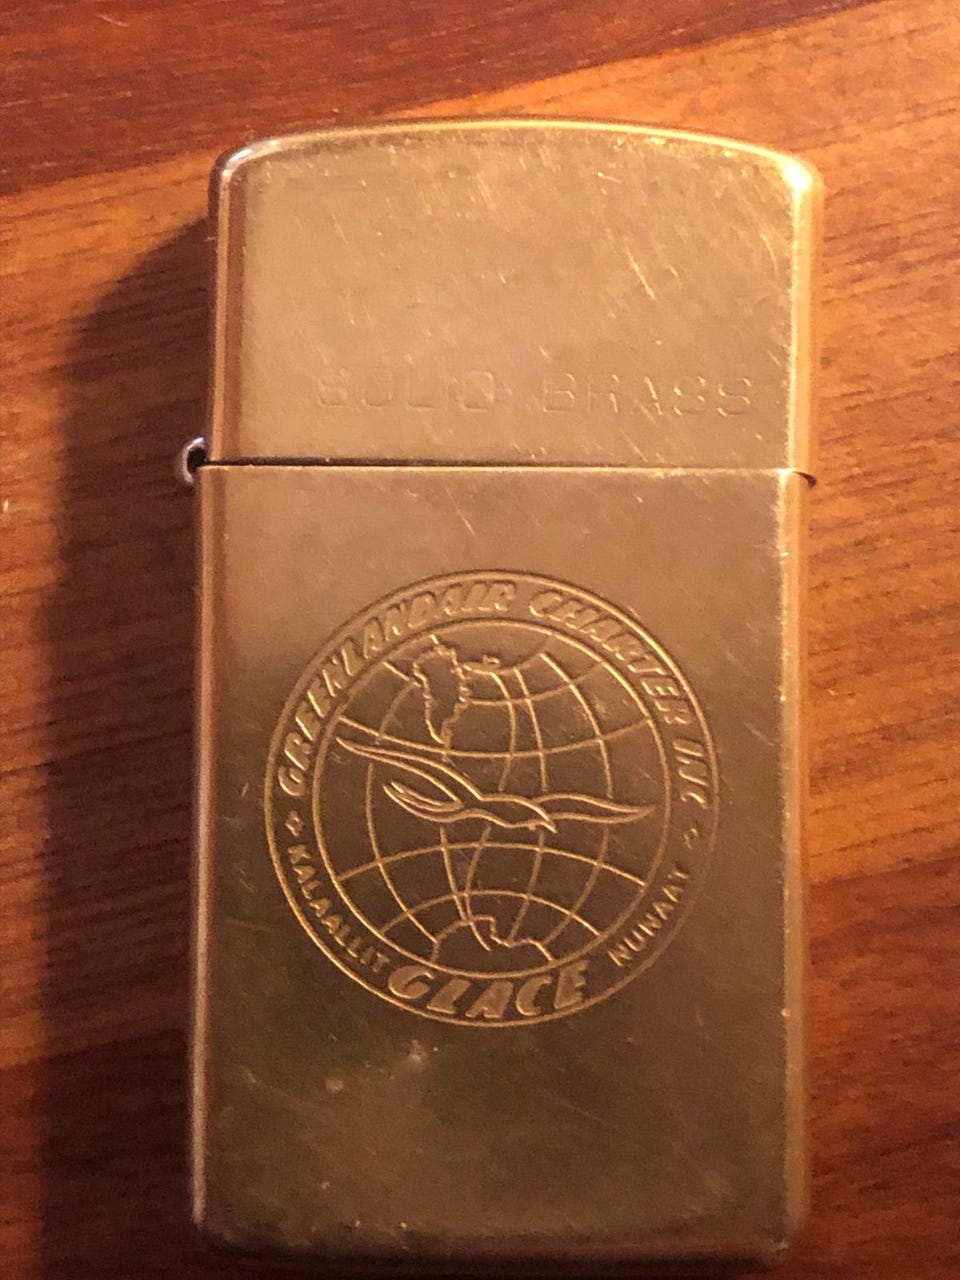 SOLID BRASS
GREENLANDAIR CHARTER INC
KALAALLIT GLACE NUNAAT